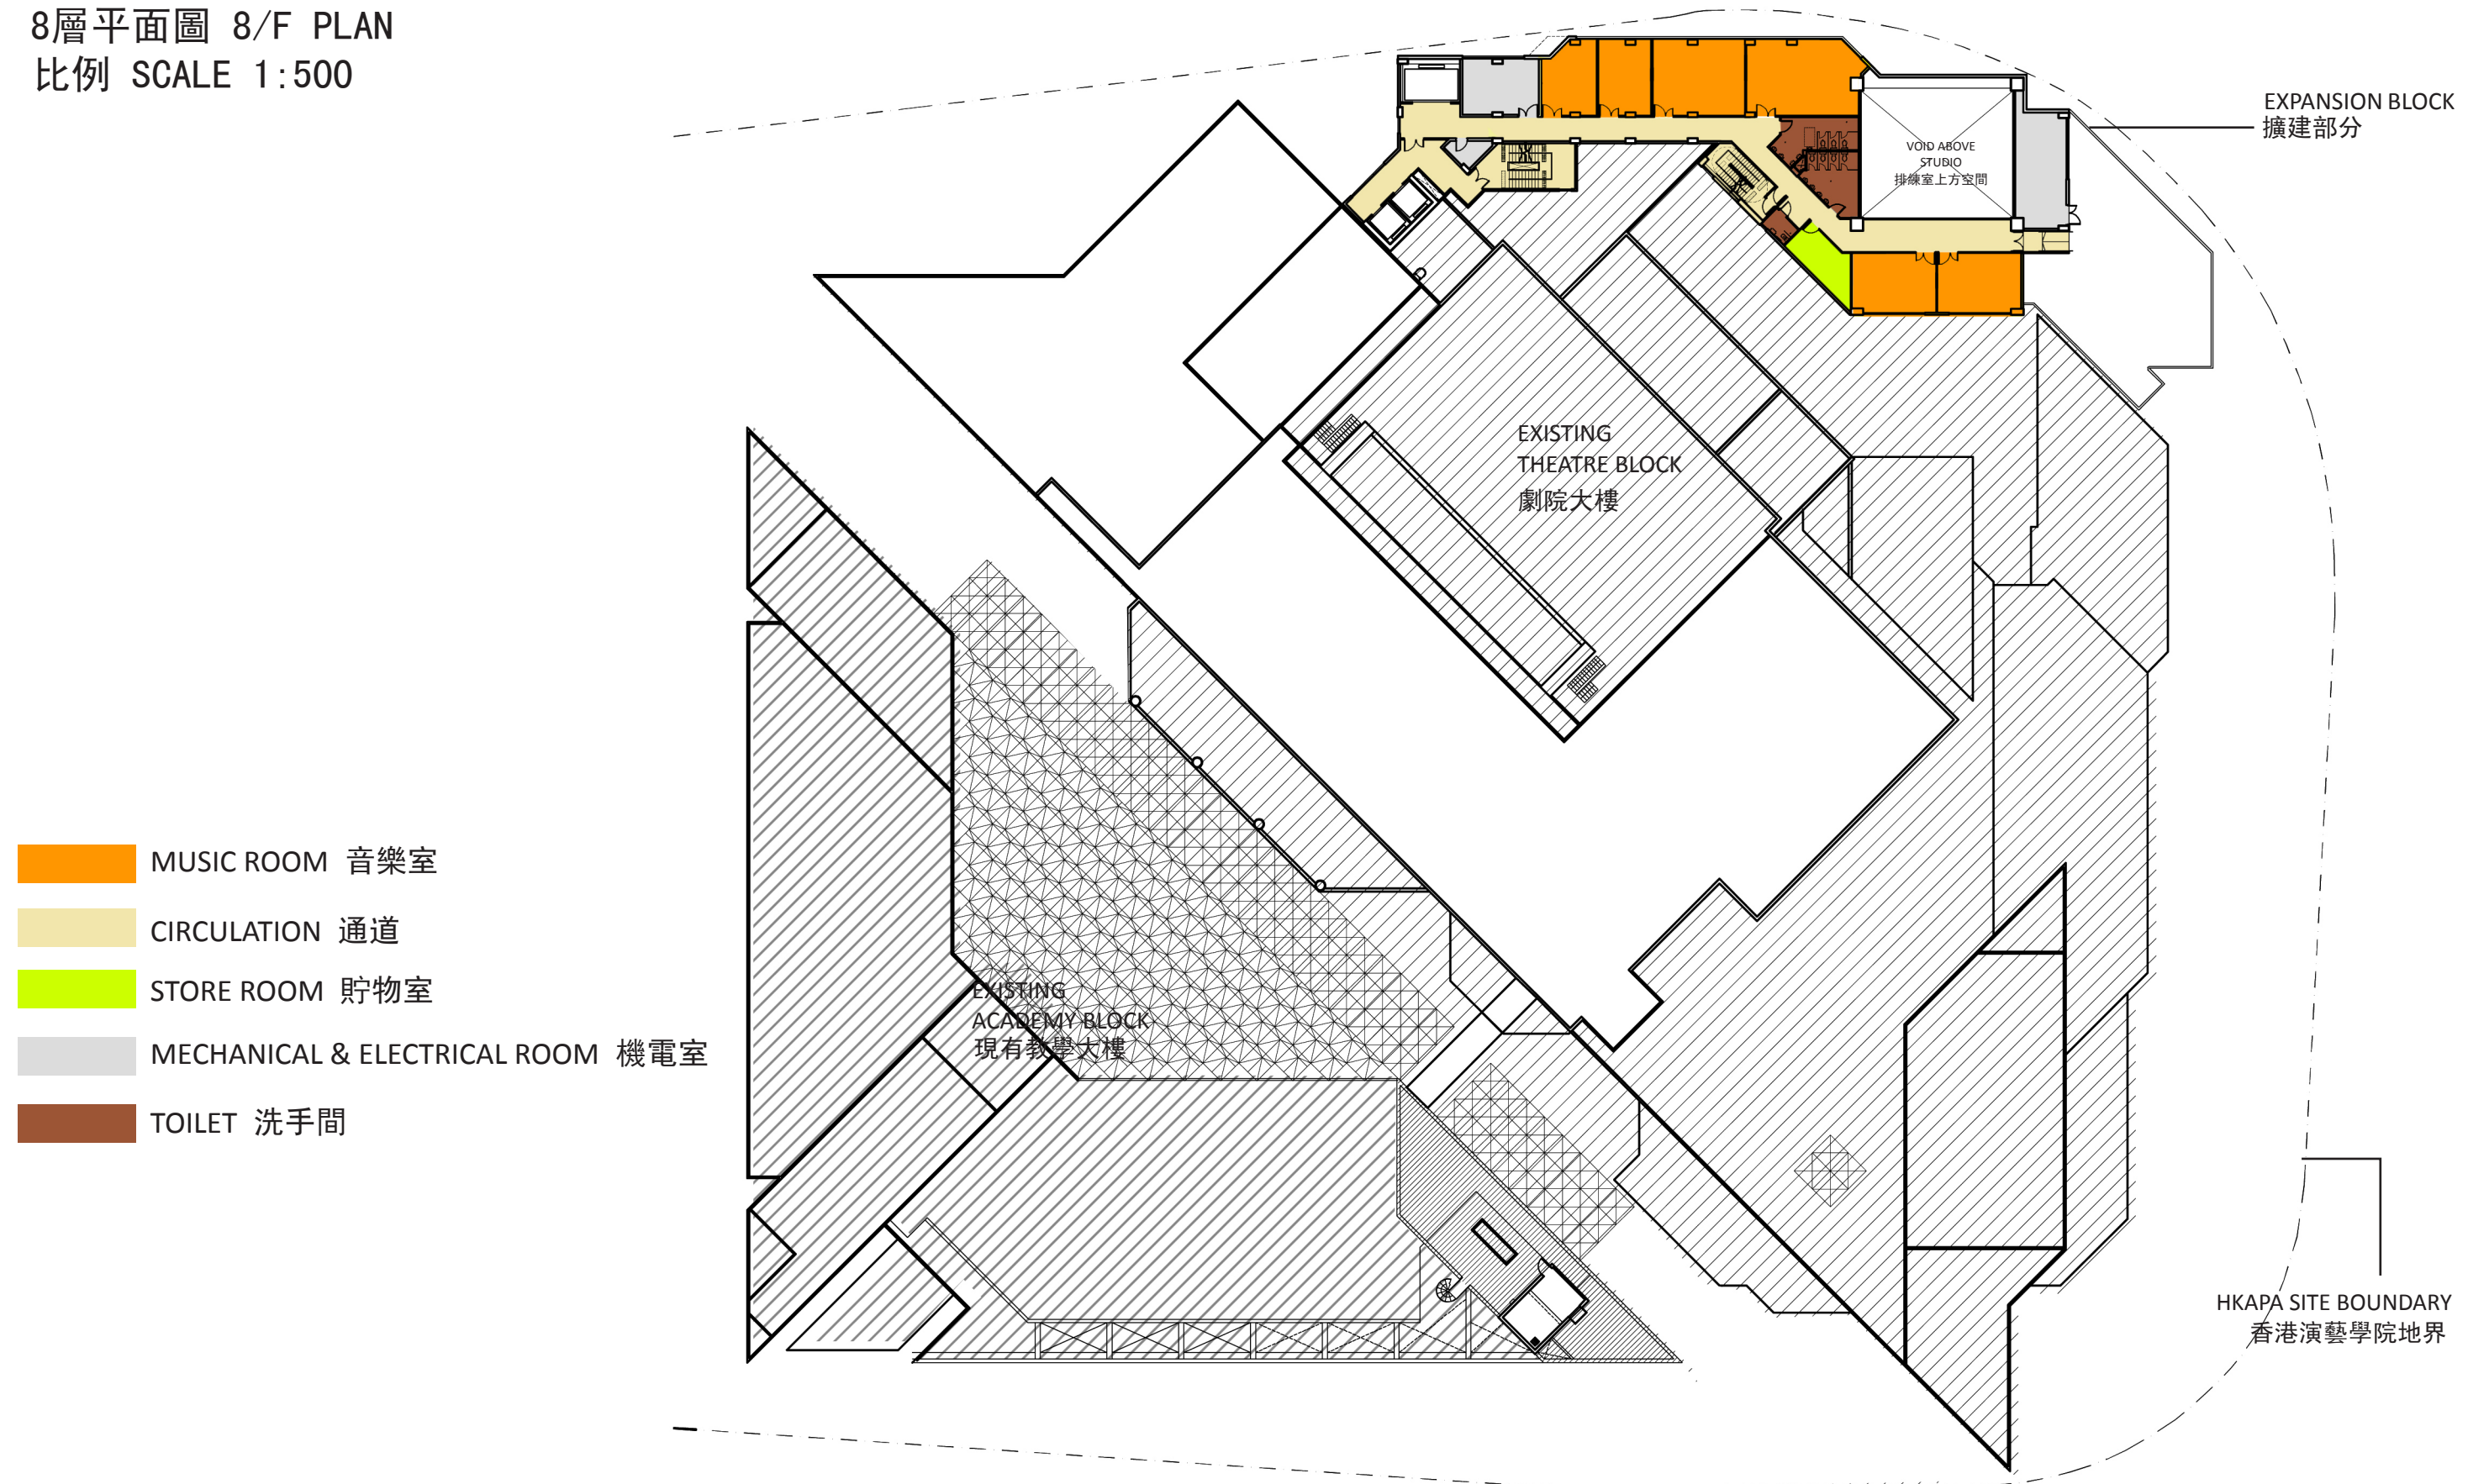 8層平面圖 8/F PLAN
比例 SCALE 1:500
EXPANSION BLOCK
擴建部分
VOID ABOVE
STUDIO
排練室上方空間
EXISTING
THEATRE BLOCK
劇院大樓
MUSIC ROOM 音樂室
CIRCULATION 通道
STORE ROOM 貯物室
MECHANICAL & ELECTRICAL ROOM 機電室
TOILET 洗手間
EXISTING
ACADEMY BLOCK
現有教學大樓
HKAPA SITE BOUNDARY
香港演藝學院地界